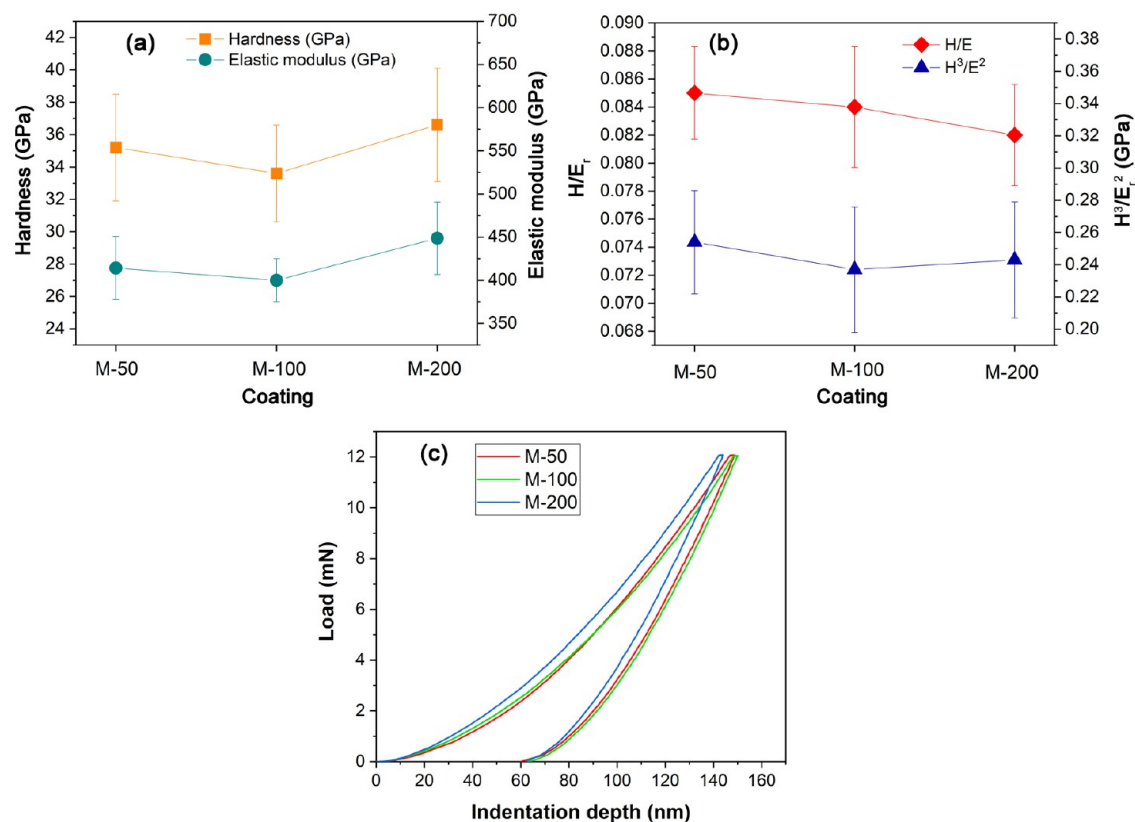 (a)
Hardness (GPa)
Elastic modulus (GPa)
42
40
38
36
34
32
30
28
26
24
Hardness (GPa)
700
650
600
550
500
450
400
350
300
Elastic modulus (GPa)
M-50
M-100
M-200
Coating
(b)
H/E
H³/E²
0.090
0.088
0.086
0.084
0.082
0.080
0.078
0.076
0.074
0.072
0.070
0.068
H/Eᵣ
0.38
0.36
0.34
0.32
0.30
0.28
0.26
0.24
0.22
0.20
H³/Eᵣ² (GPa)
M-50
M-100
M-200
Coating
(c)
M-50
M-100
M-200
12
10
8
6
4
2
0
Load (mN)
0
20
40
60
80
100
120
140
160
Indentation depth (nm)